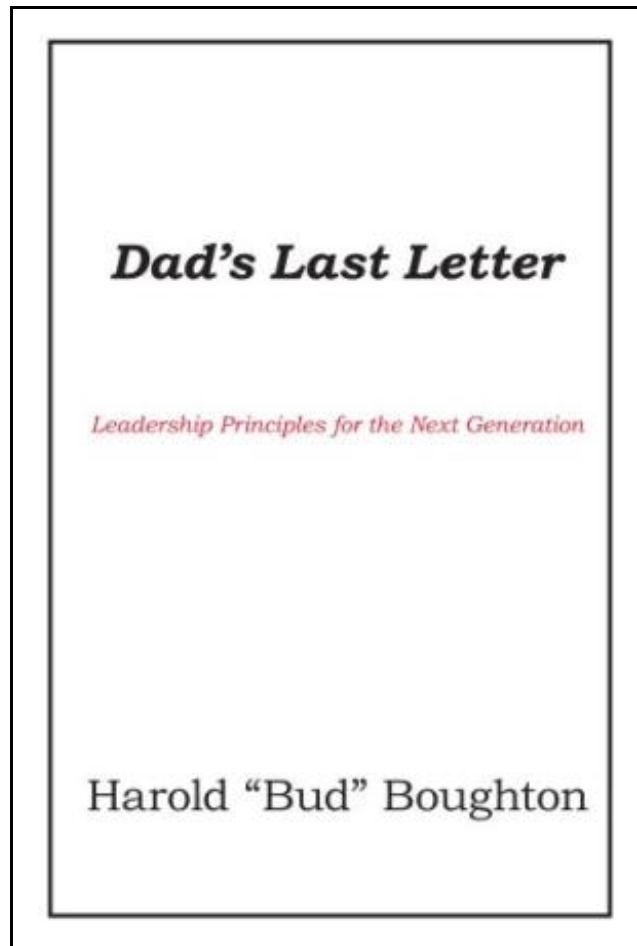 Dad’s Last Letter
Leadership Principles for the Next Generation
Harold “Bud” Boughton